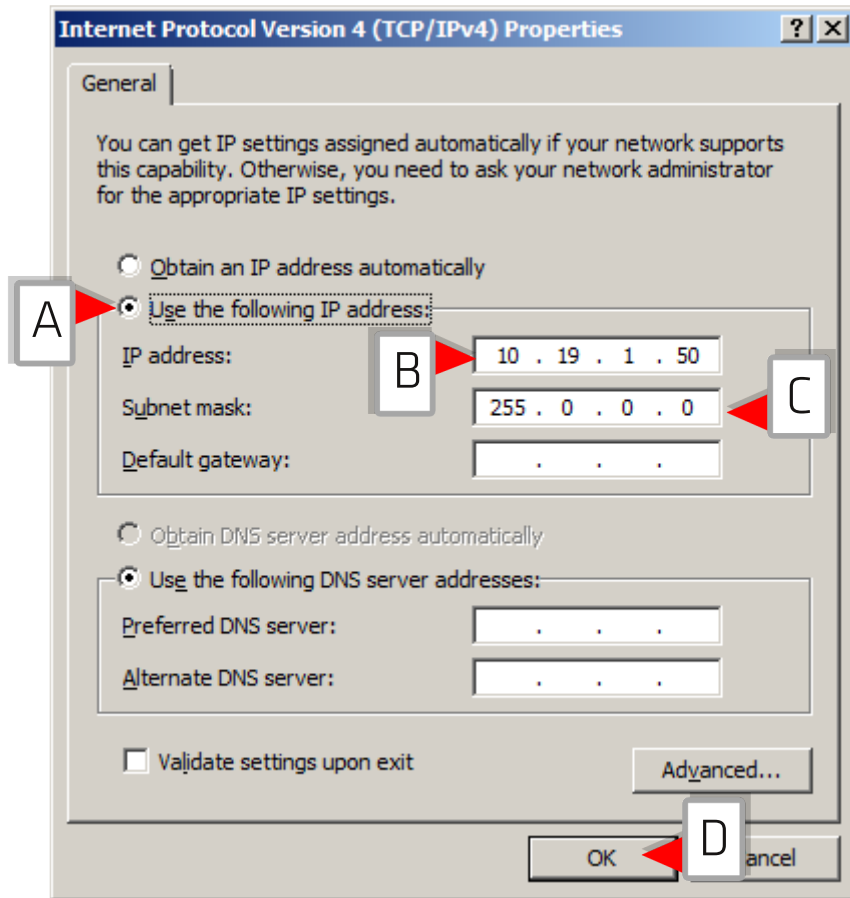 Internet Protocol Version 4 (TCP/IPv4) Properties
General
You can get IP settings assigned automatically if your network supports
this capability. Otherwise, you need to ask your network administrator
for the appropriate IP settings.
Obtain an IP address automatically
A
Use the following IP address:
IP address:
B
10 . 19 . 1 . 50
Subnet mask:
255 . 0 . 0 . 0
C
Default gateway:
. . .
Obtain DNS server address automatically
Use the following DNS server addresses:
Preferred DNS server:
. . .
Alternate DNS server:
. . .
Validate settings upon exit
Advanced...
OK
D
ancel